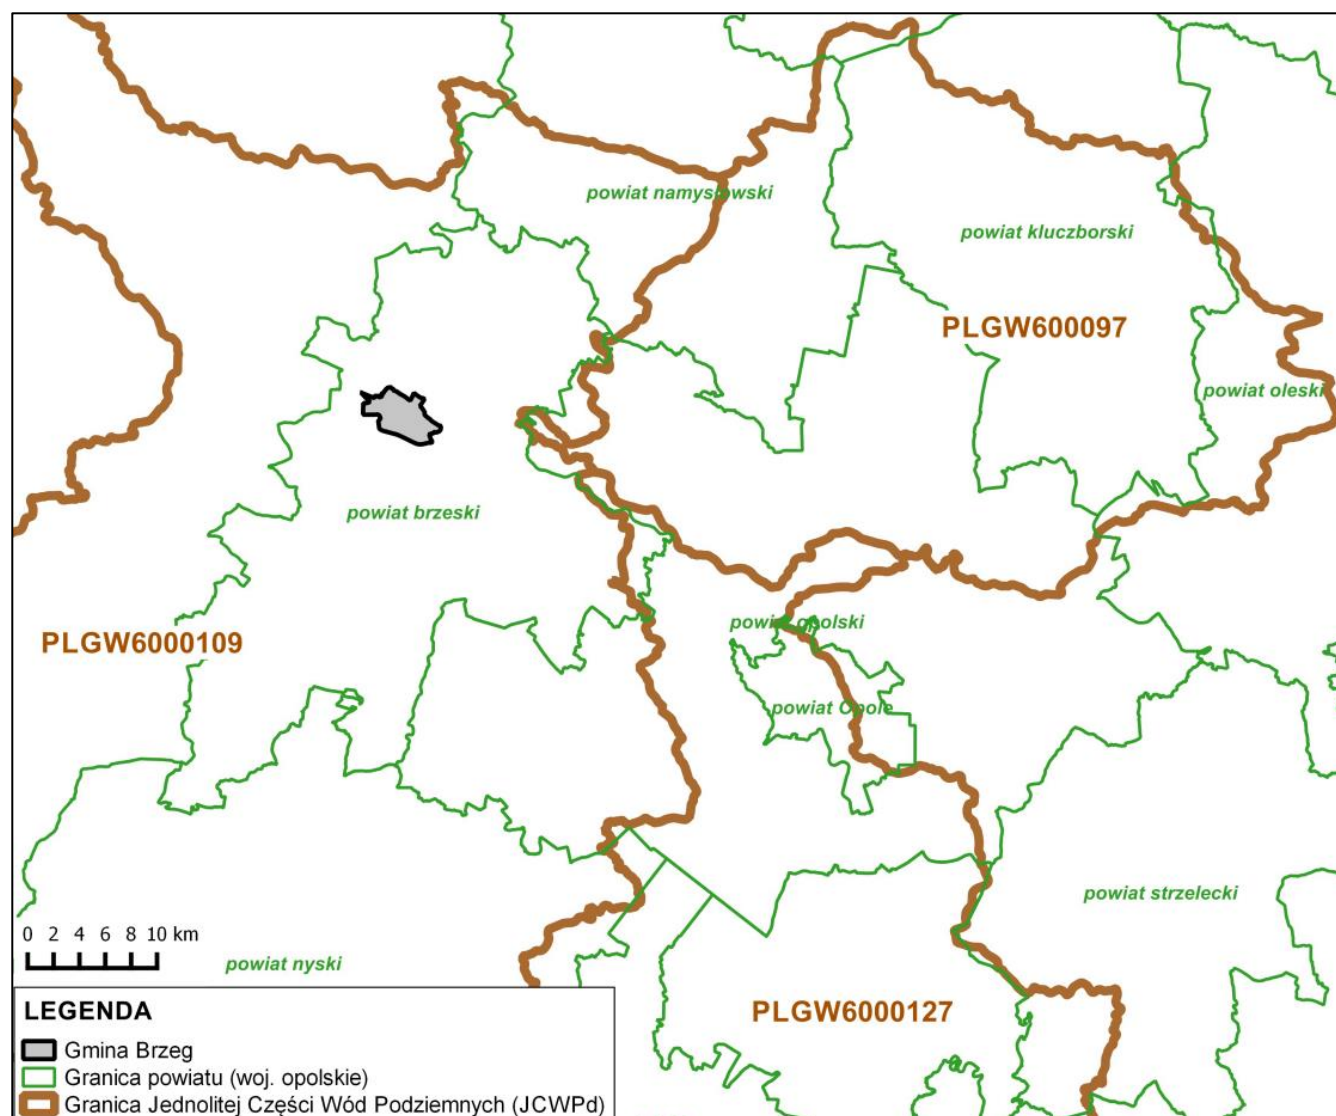 powiat namysłowski
powiat kluczborski
PLGW600097
powiat oleski
powiat brzeski
powiat opolski
PLGW6000109
powiat Opole
powiat strzelecki
0 2 4 6 8 10 km
powiat nyski
PLGW6000127
LEGENDA
Gmina Brzeg
Granica powiatu (woj. opolskie)
Granica Jednolitej Części Wód Podziemnych (JCWPd)